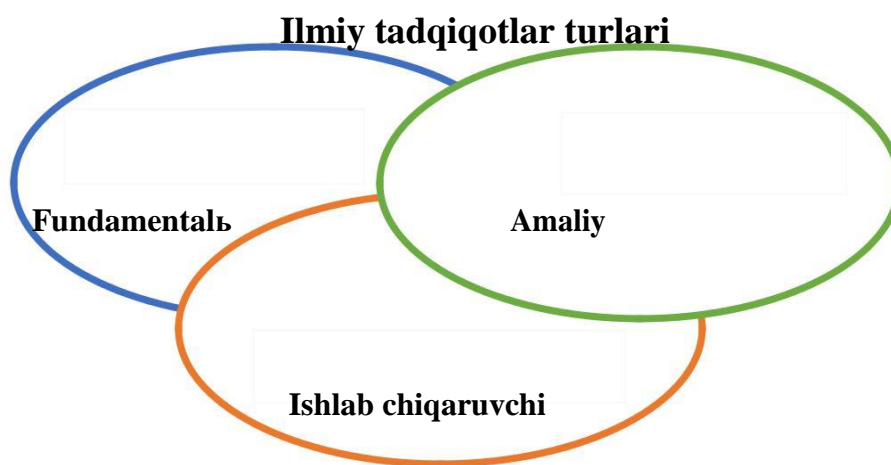 Ilmiy tadqiqotlar turlari
Fundamentalь
Amaliy
Ishlab chiqaruvchi